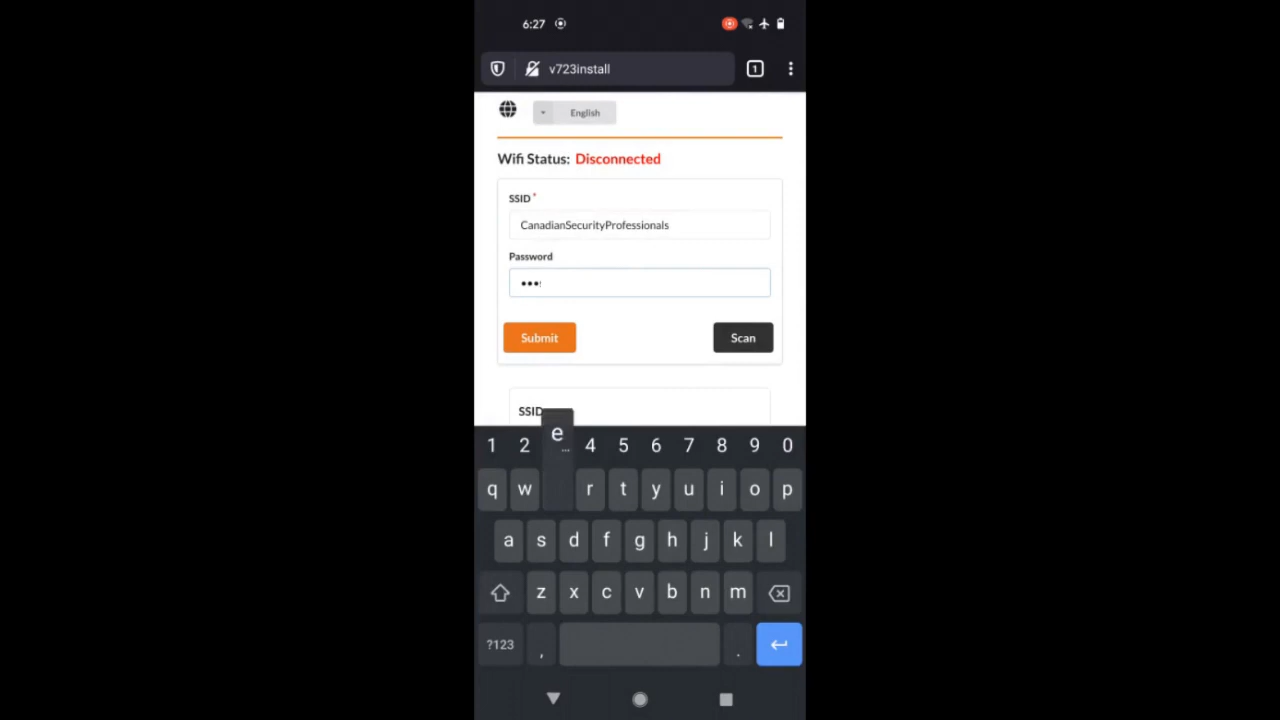 6:27
v723install
1
English
Wifi Status: Disconnected
SSID *
CanadianSecurityProfessionals
Password
•••
Submit
Scan
SSID
e
...
1 2 4 5 6 7 8 9 0
q w r t y u i o p
a s d f g h j k l
z x c v b n m
?123 , .